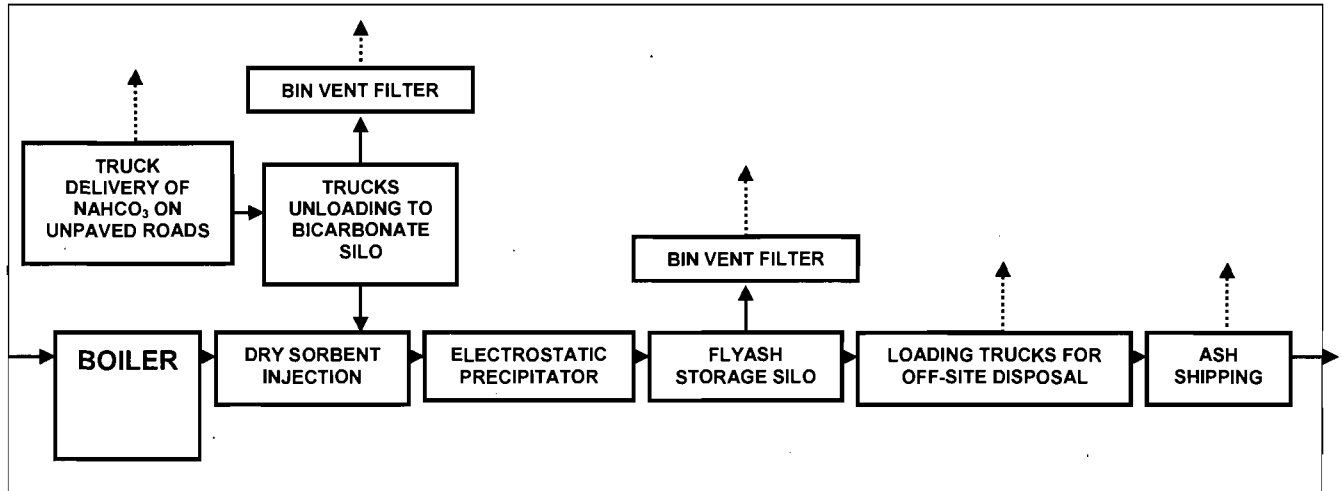 BIN VENT FILTER
TRUCK
DELIVERY OF
NAHCO₃ ON
UNPAVED ROADS
TRUCKS
UNLOADING TO
BICARBONATE
SILO
BIN VENT FILTER
BOILER
DRY SORBENT
INJECTION
ELECTROSTATIC
PRECIPITATOR
FLYASH
STORAGE SILO
LOADING TRUCKS FOR
OFF-SITE DISPOSAL
ASH
SHIPPING